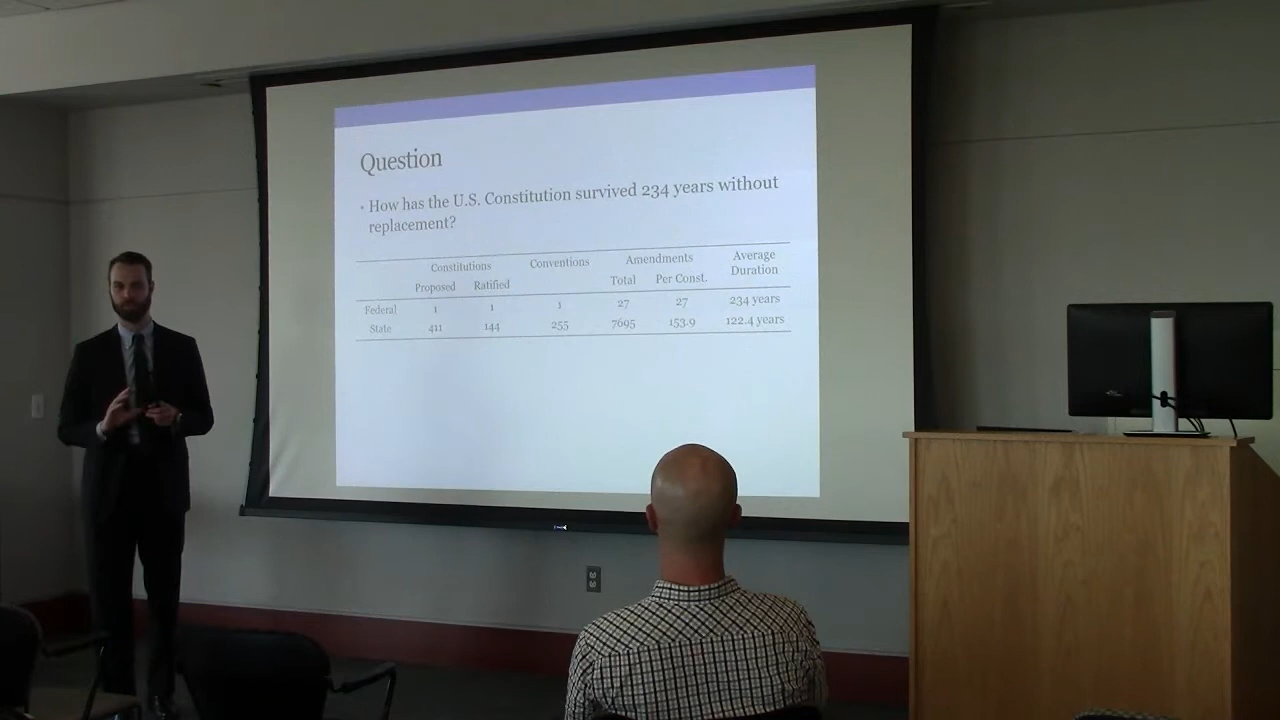 Question
• How has the U.S. Constitution survived 234 years without
replacement?
Constitutions Conventions Amendments Average
Duration
Proposed Ratified Total Per Const.
Federal 1 1 1 27 27 234 years
State 411 144 255 7695 153.9 122.4 years